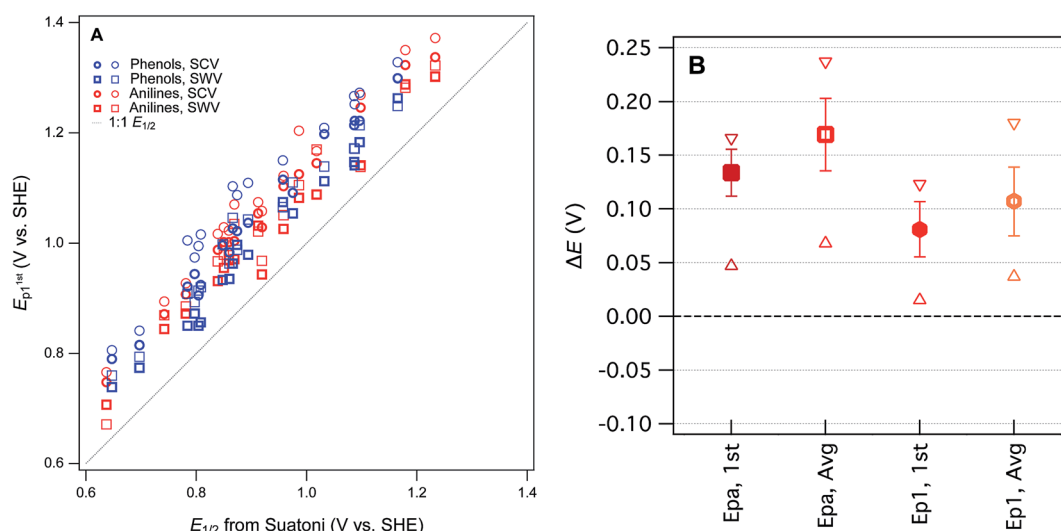 A
Phenols, SCV
Phenols, SWV
Anilines, SCV
Anilines, SWV
1:1 E1/2
1.4
1.2
1.0
0.8
0.6
Ep1 1st (V vs. SHE)
0.6 0.8 1.0 1.2 1.4
E1/2 from Suatoni (V vs. SHE)
B
0.25
0.20
0.15
0.10
0.05
0.00
-0.05
-0.10
ΔE (V)
Epa, 1st
Epa, Avg
Ep1, 1st
Ep1, Avg